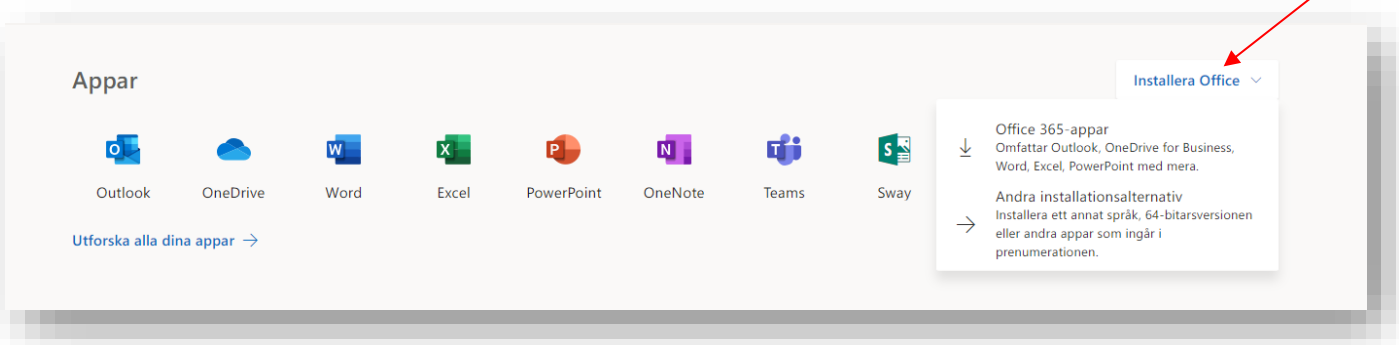 Appar
Installera Office
Outlook
OneDrive
Word
Excel
PowerPoint
OneNote
Teams
Sway
Utforska alla dina appar
Office 365-appar
Omfattar Outlook, OneDrive for Business,
Word, Excel, PowerPoint med mera.
Andra installationsalternativ
Installera ett annat språk, 64-bitarsversionen
eller andra appar som ingår i
prenumerationen.